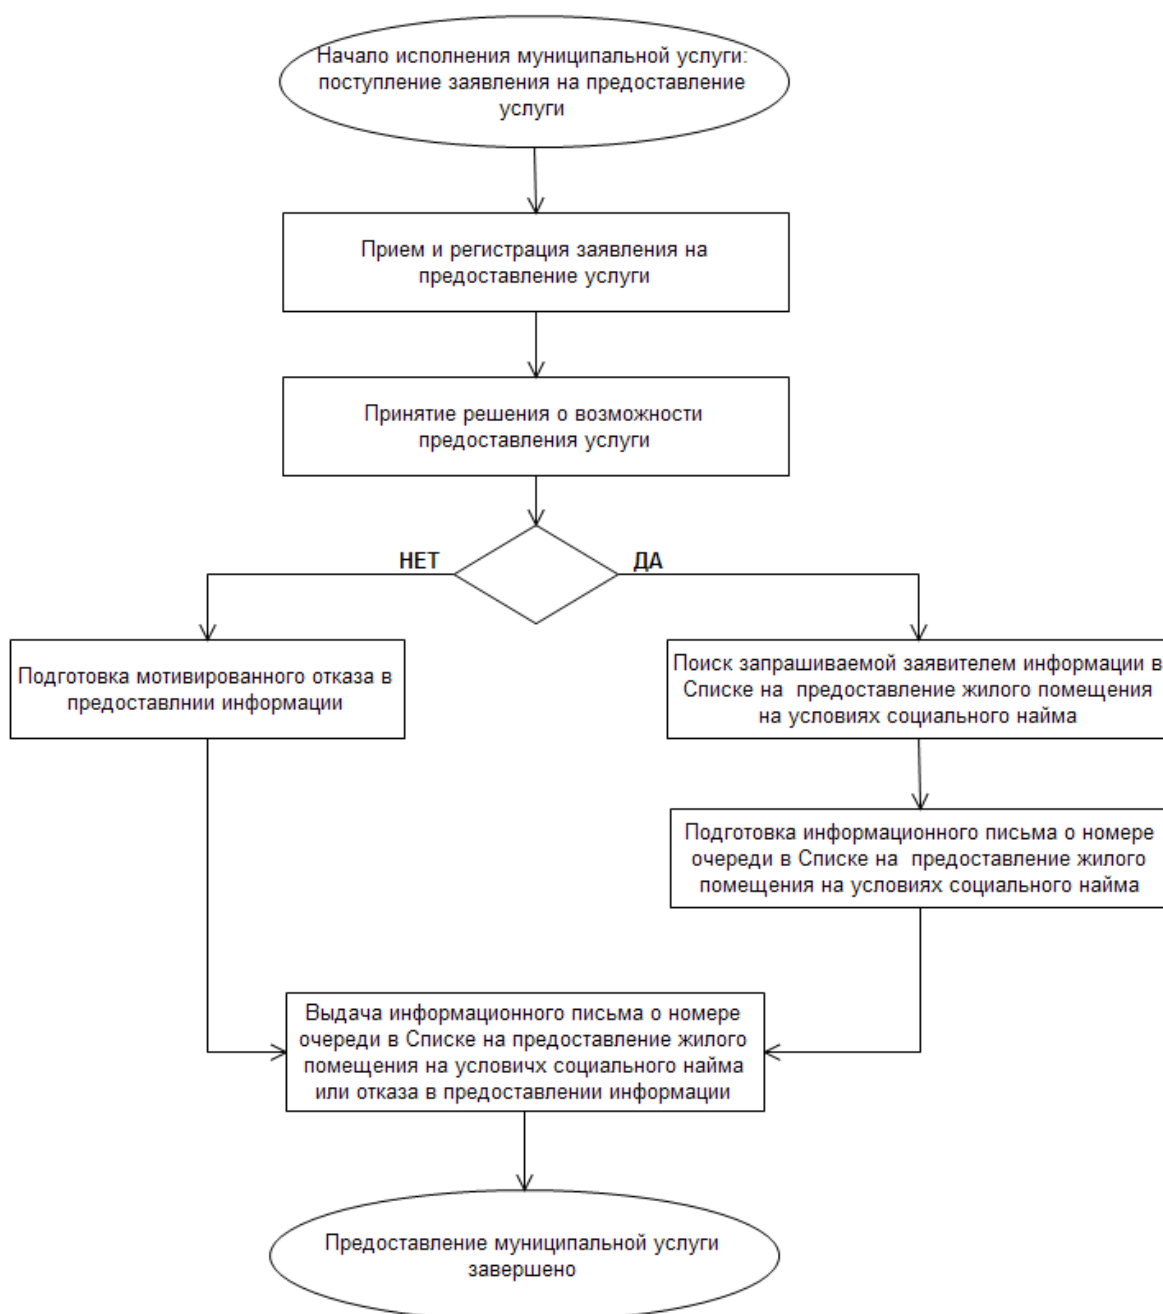 Начало исполнения муниципальной услуги:
поступление заявления на предоставление
услуги
Прием и регистрация заявления на
предоставление услуги
Принятие решения о возможности
предоставления услуги
НЕТ
ДА
Подготовка мотивированного отказа в
предоставлнии информации
Поиск запрашиваемой заявителем информации в
Списке на предоставление жилого помещения
на условиях социального найма
Подготовка информационного письма о номере
очереди в Списке на предоставление жилого
помещения на условиях социального найма
Выдача информационного письма о номере
очереди в Списке на предоставление жилого
помещения на условичх социального найма
или отказа в предоставлении информации
Предоставление муниципальной услуги
завершено